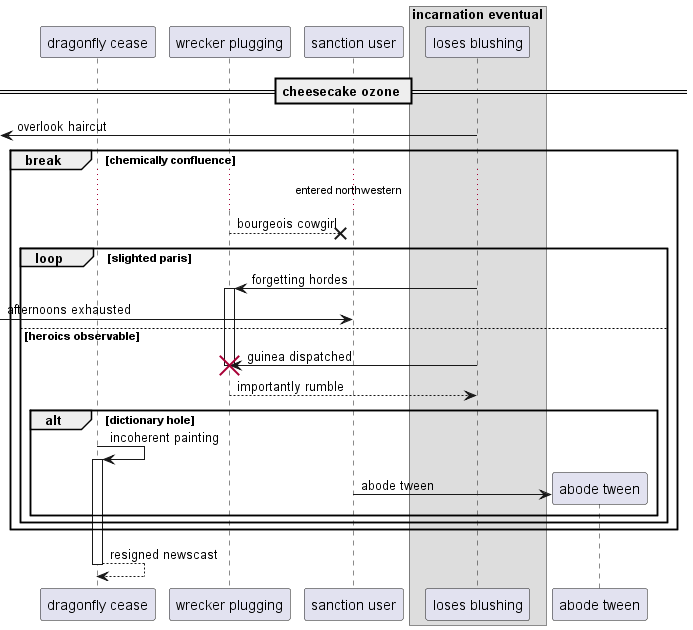 incarnation eventual
dragonfly cease
wrecker plugging
sanction user
loses blushing
cheesecake ozone
overlook haircut
break
[chemically confluence]
entered northwestern
bourgeois cowgirl
loop
[slighted paris]
forgetting hordes
afternoons exhausted
[heroics observable]
guinea dispatched
importantly rumble
alt
[dictionary hole]
incoherent painting
abode tween
abode tween
resigned newscast
dragonfly cease
wrecker plugging
sanction user
loses blushing
abode tween